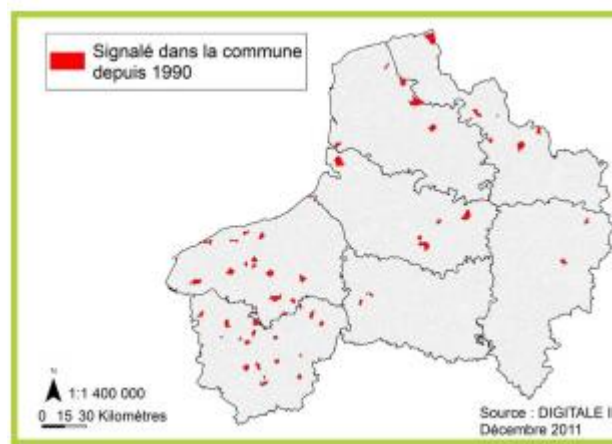 Signalé dans la commune
depuis 1990
N
1:1 400 000
0 15 30 Kilomètres
Source : DIGITALE I
Décembre 2011